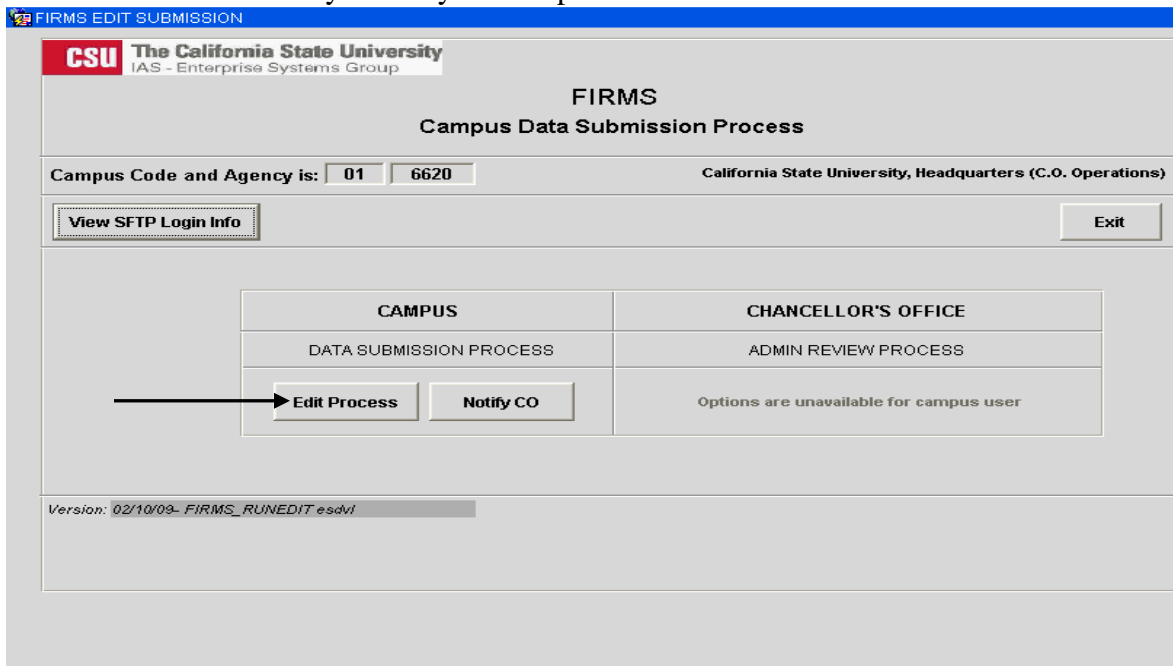 FIRMS EDIT SUBMISSION
CSU The California State University
IAS - Enterprise Systems Group
FIRMS
Campus Data Submission Process
Campus Code and Agency is: 01 6620 California State University, Headquarters (C.O. Operations)
View SFTP Login Info Exit
CAMPUS CHANCELLOR'S OFFICE
DATA SUBMISSION PROCESS ADMIN REVIEW PROCESS
Edit Process Notify CO Options are unavailable for campus user
Version: 02/10/09- FIRMS_RUNEDIT esdvl